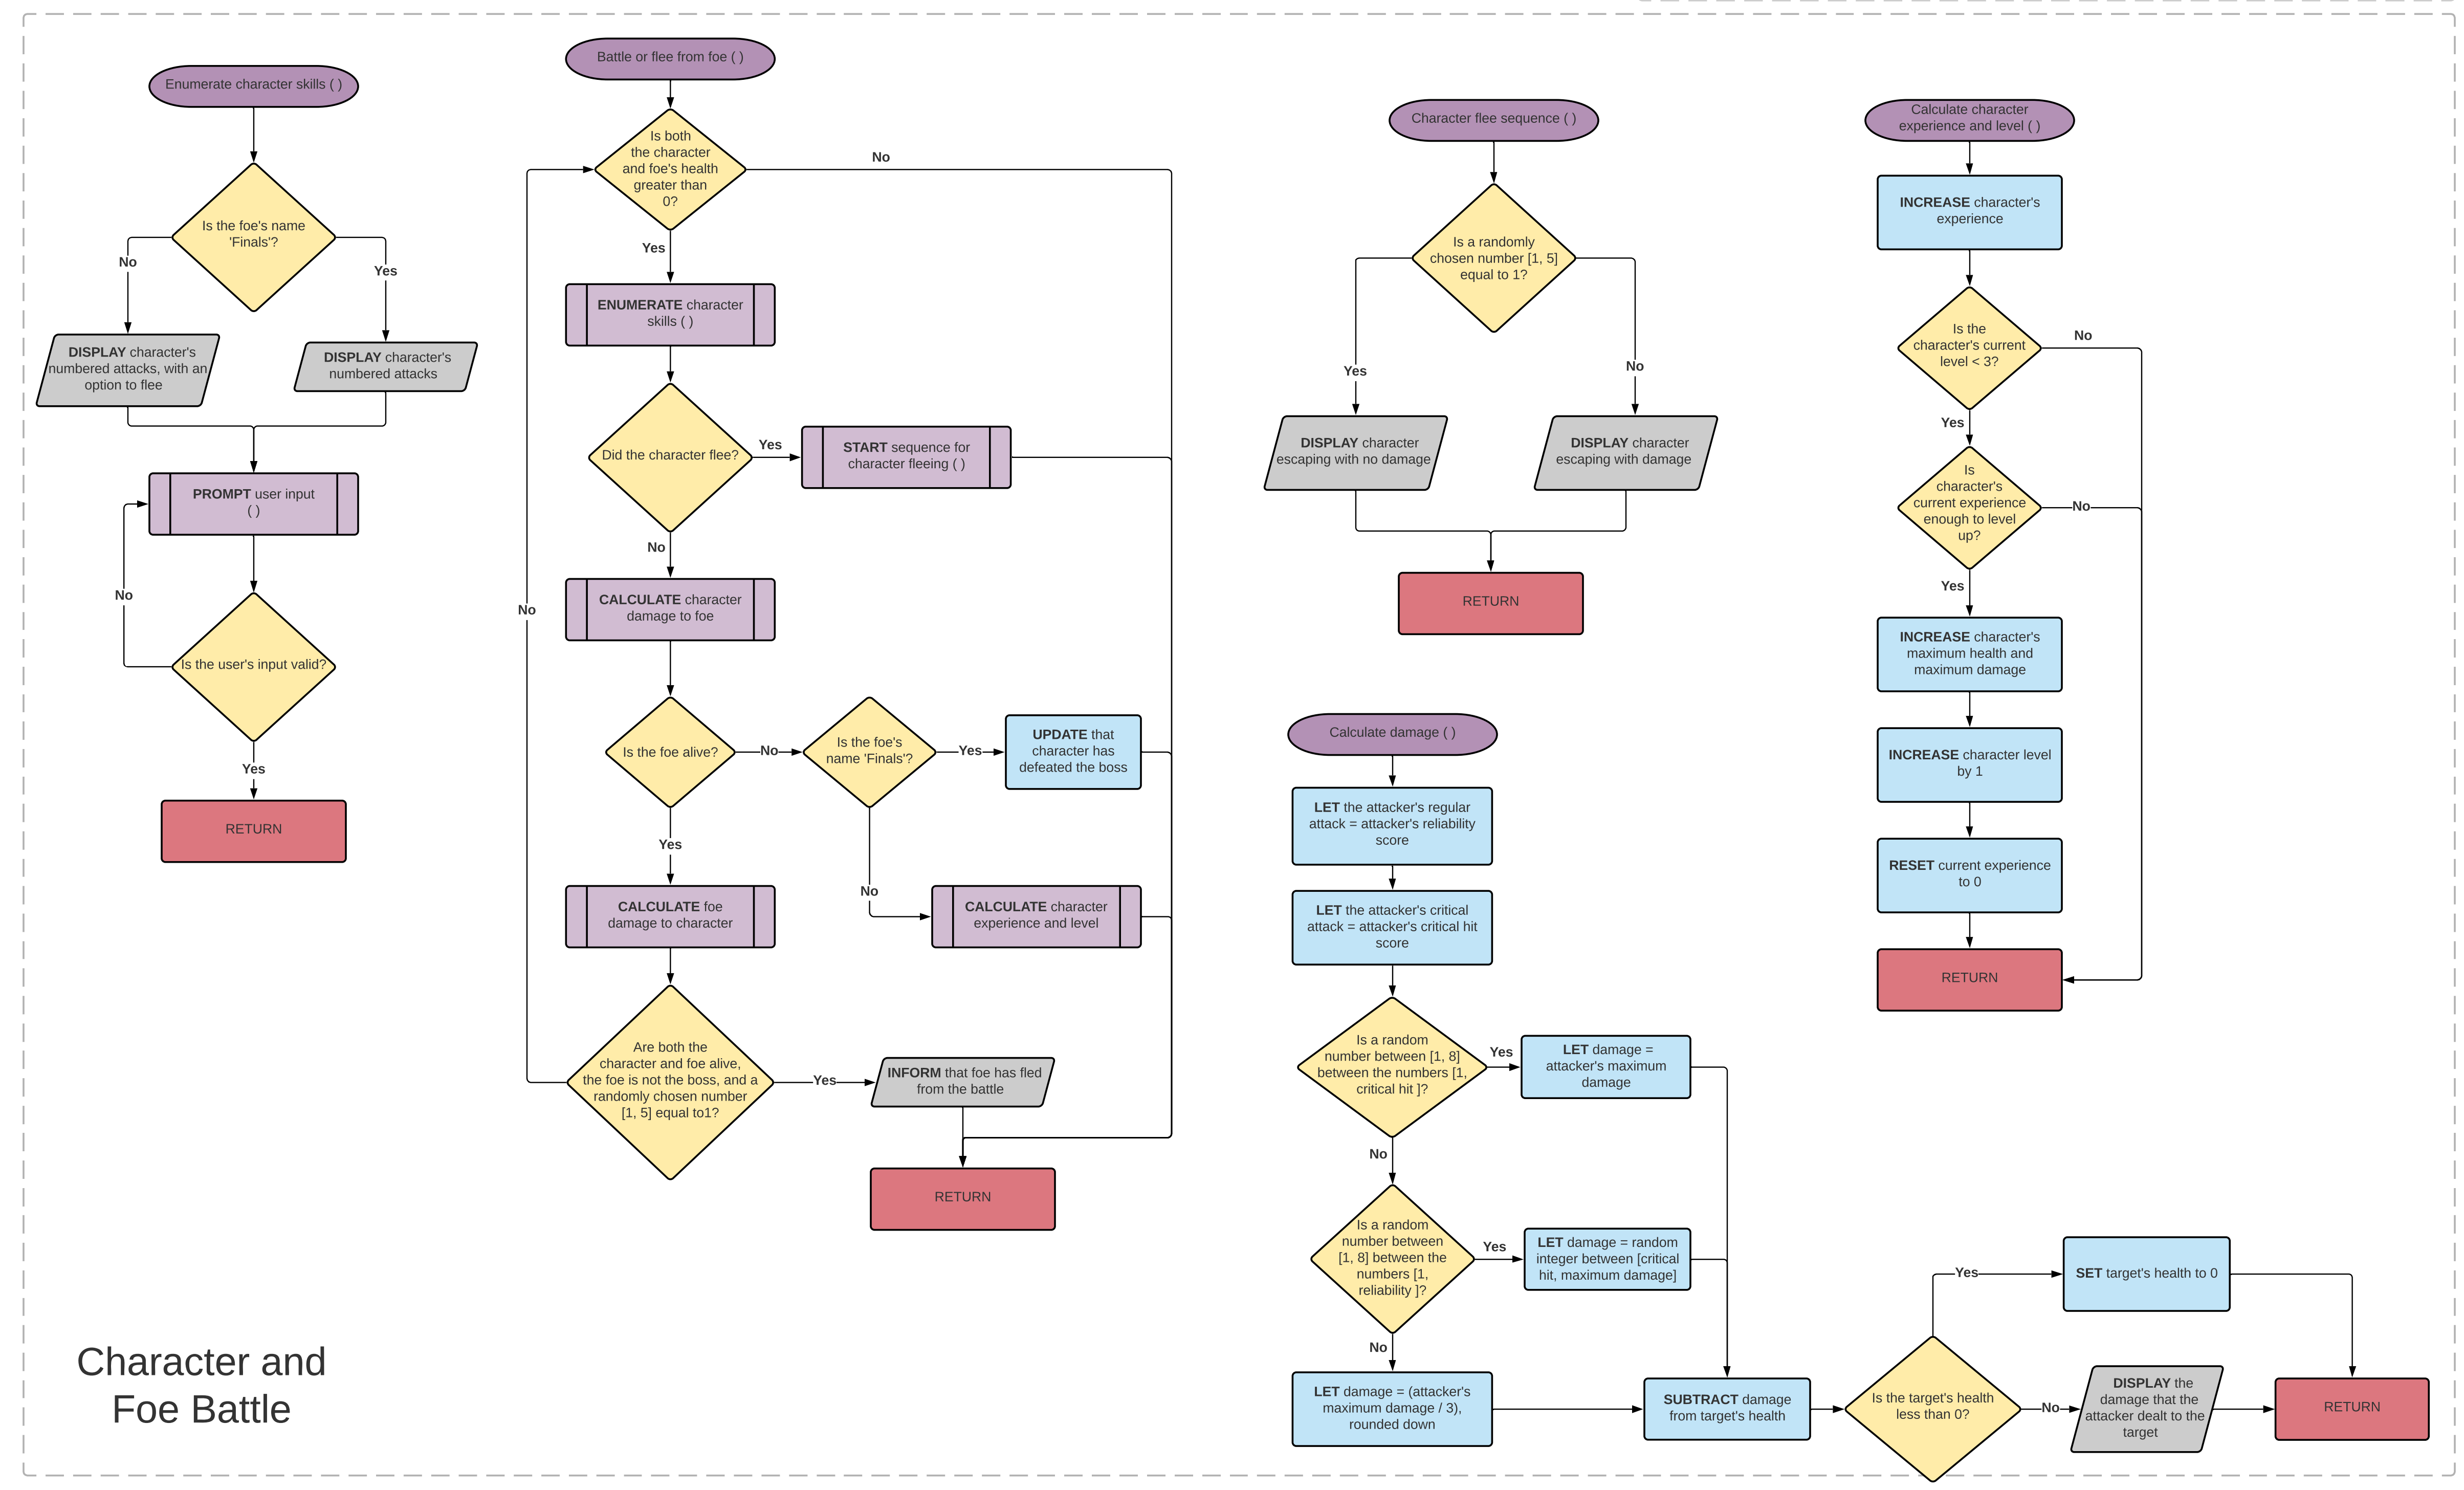 Enumerate character skills ( )
Is the foe's name
'Finals'?
No
Yes
DISPLAY character's
numbered attacks, with an
option to flee
DISPLAY character's
numbered attacks
PROMPT user input
( )
No
Is the user's input valid?
Yes
RETURN
Battle or flee from foe ( )
Is both
the character
and foe's health
greater than
0?
No
Yes
ENUMERATE character
skills ( )
Did the character flee?
Yes
START sequence for
character fleeing ( )
No
CALCULATE character
damage to foe
No
Is the foe alive?
No
Is the foe's
name 'Finals'?
Yes
UPDATE that
character has
defeated the boss
Yes
No
CALCULATE foe
damage to character
CALCULATE character
experience and level
Are both the
character and foe alive,
the foe is not the boss, and a
randomly chosen number
[1, 5] equal to1?
Yes
INFORM that foe has fled
from the battle
RETURN
Character flee sequence ( )
Is a randomly
chosen number [1, 5]
equal to 1?
Yes
No
DISPLAY character
escaping with no damage
DISPLAY character
escaping with damage
RETURN
Calculate character
experience and level ( )
INCREASE character's
experience
Is the
character's current
level < 3?
No
Yes
Is
character's
current experience
enough to level
up?
No
Yes
INCREASE character's
maximum health and
maximum damage
INCREASE character level
by 1
RESET current experience
to 0
RETURN
Calculate damage ( )
LET the attacker's regular
attack = attacker's reliability
score
LET the attacker's critical
attack = attacker's critical hit
score
Is a random
number between [1, 8]
between the numbers [1,
critical hit ]?
Yes
LET damage =
attacker's maximum
damage
No
Is a random
number between
[1, 8] between the
numbers [1,
reliability ]?
Yes
LET damage = random
integer between [critical
hit, maximum damage]
No
LET damage = (attacker's
maximum damage / 3),
rounded down
SUBTRACT damage
from target's health
Is the target's health
less than 0?
Yes
SET target's health to 0
No
DISPLAY the
damage that the
attacker dealt to the
target
RETURN
Character and
Foe Battle